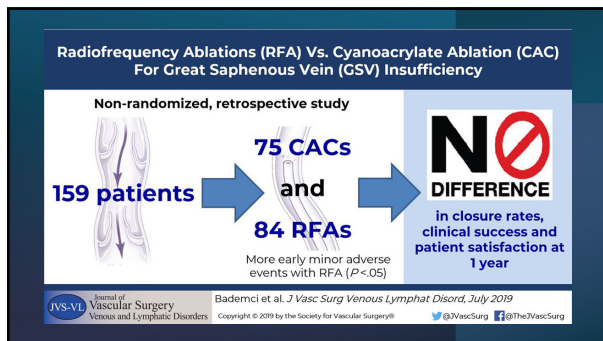 Radiofrequency Ablations (RFA) Vs. Cyanoacrylate Ablation (CAC)
For Great Saphenous Vein (GSV) Insufficiency
Non-randomized, retrospective study
159 patients
75 CACs
and
84 RFAs
More early minor adverse
events with RFA (P <.05)
NO
DIFFERENCE
in closure rates,
clinical success and
patient satisfaction at
1 year
JVS-VL
Journal of
Vascular Surgery
Venous and Lymphatic Disorders
Bademci et al. J Vasc Surg Venous Lymphat Disord, July 2019
Copyright © 2019 by the Society for Vascular Surgery®
@JVascSurg
@TheJVascSurg